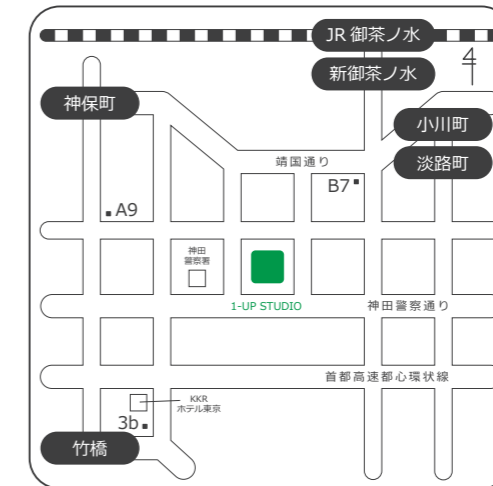 JR 御茶ノ水
新御茶ノ水
神保町
小川町
靖国通り
淡路町
B7
A9
神田
警察署
1-UP STUDIO
神田警察通り
首都高速都心環状線
KKR
ホテル東京
3b
竹橋